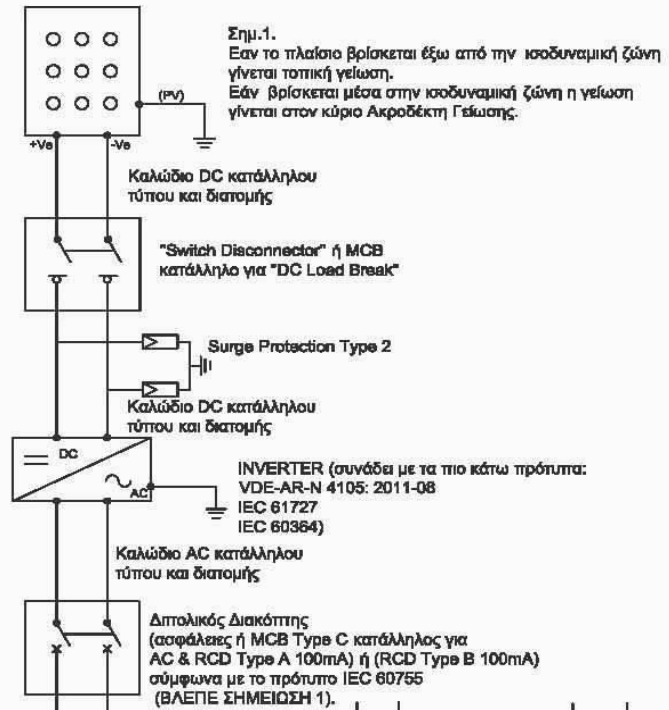 Σημ.1.
Εαν το πλαίσιο βρίσκεται έξω από την ισοδυναμική ζώνη
γίνεται τοπική γείωση.
Εάν βρίσκεται μέσα στην ισοδυναμική ζώνη η γείωση
γίνεται στον κύριο Ακροδέκτη Γείωσης.
(PV)
+Ve -Ve
Καλώδιο DC κατάλληλου
τύπου και διατομής
"Switch Disconnector" ή MCB
κατάλληλο για "DC Load Break"
Surge Protection Type 2
Καλώδιο DC κατάλληλου
τύπου και διατομής
DC
AC
INVERTER (συνάδει με τα πιο κάτω πρότυπα:
VDE-AR-N 4105: 2011-08
IEC 61727
IEC 60364)
Καλώδιο AC κατάλληλου
τύπου και διατομής
Διπολικός Διακόπτης
(ασφάλειες ή MCB Type C κατάλληλος για
AC & RCD Type A 100mA) ή (RCD Type B 100mA)
σύμφωνα με το πρότυπο IEC 60755
(ΒΛΕΠΕ ΣΗΜΕΙΩΣΗ 1).